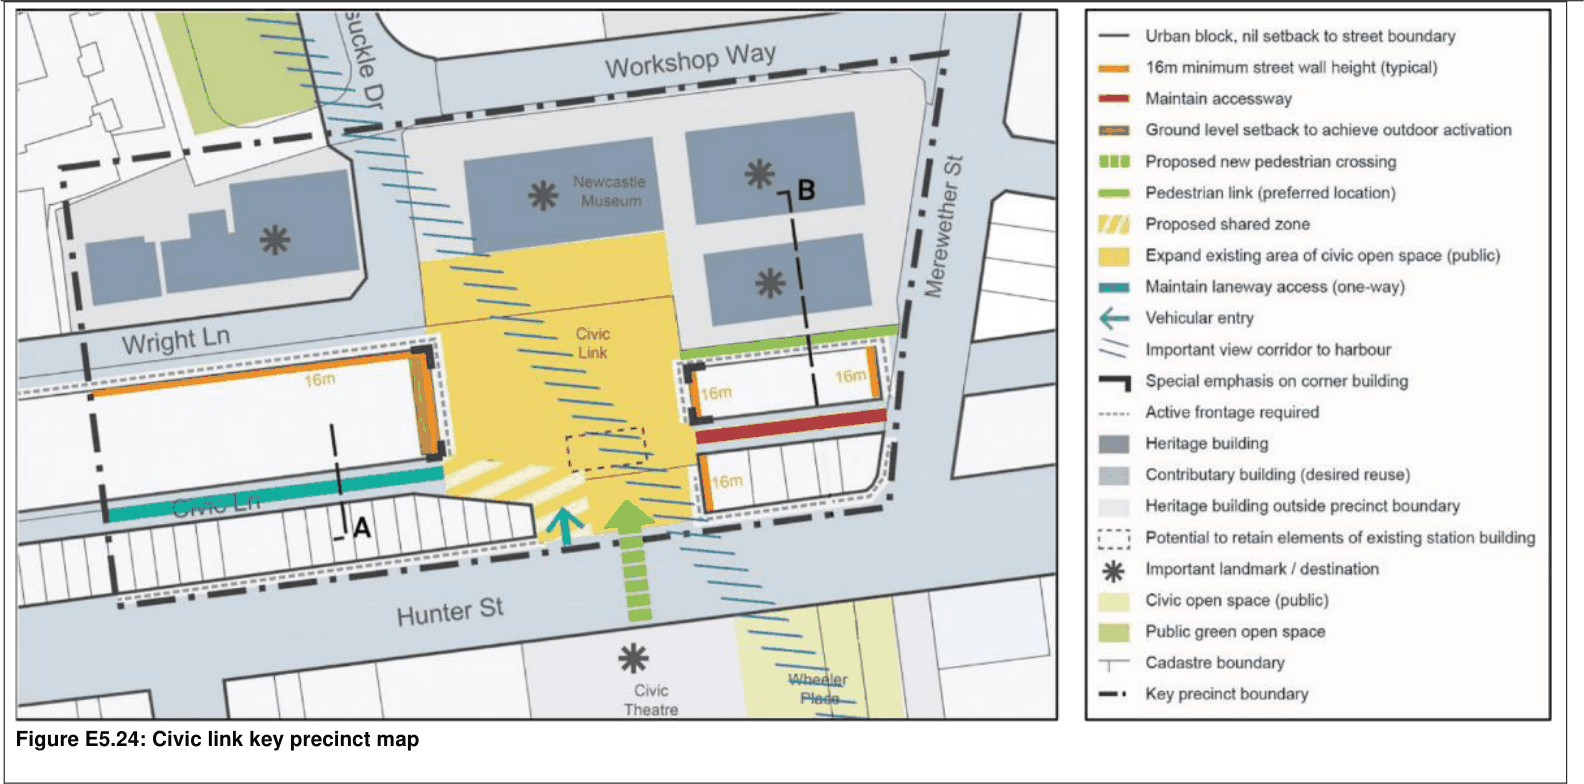 suckle Dr
Workshop Way
Newcastle
Museum
B
Merewether St
Wright Ln
Civic
Link
16m
16m
16m
16m
Civic Ln
A
Hunter St
Wheeler
Place
Civic
Theatre
Urban block, nil setback to street boundary
16m minimum street wall height (typical)
Maintain accessway
Ground level setback to achieve outdoor activation
Proposed new pedestrian crossing
Pedestrian link (preferred location)
Proposed shared zone
Expand existing area of civic open space (public)
Maintain laneway access (one-way)
Vehicular entry
Important view corridor to harbour
Special emphasis on corner building
Active frontage required
Heritage building
Contributary building (desired reuse)
Heritage building outside precinct boundary
Potential to retain elements of existing station building
Important landmark / destination
Civic open space (public)
Public green open space
Cadastre boundary
Key precinct boundary
Figure E5.24: Civic link key precinct map